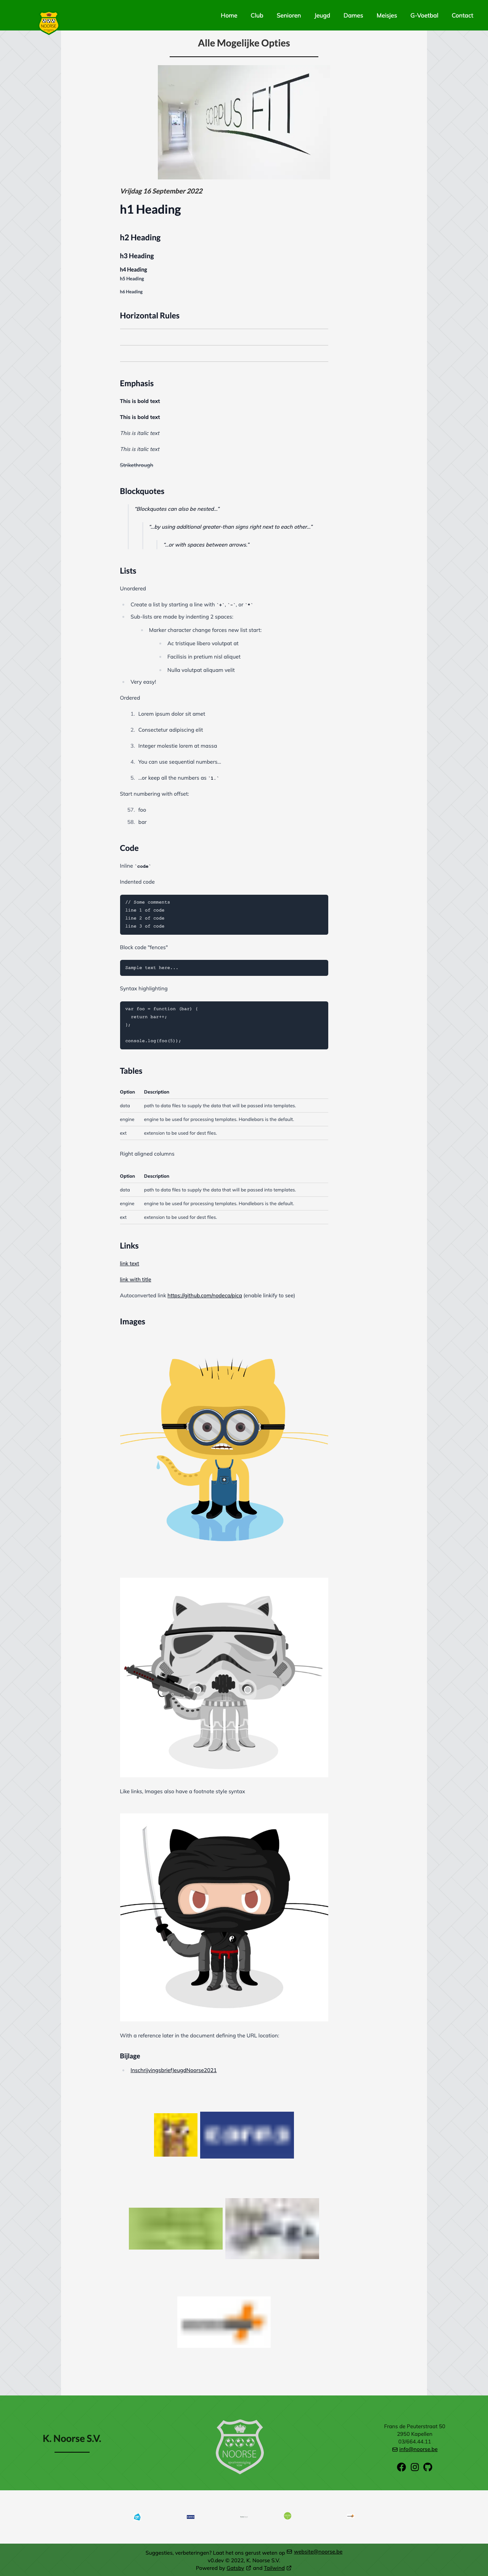 Home Club Senioren Jeugd Dames Meisjes G-Voetbal Contact
Alle Mogelijke Opties
CORPUS FIT
Vrijdag 16 September 2022
h1 Heading
h2 Heading
h3 Heading
h4 Heading
h5 Heading
h6 Heading
Horizontal Rules
Emphasis
This is bold text
This is bold text
This is italic text
This is italic text
Strikethrough
Blockquotes
"Blockquotes can also be nested..."
"...by using additional greater-than signs right next to each other..."
"...or with spaces between arrows."
Lists
Unordered
Create a list by starting a line with `+`, `-`, or `*`
Sub-lists are made by indenting 2 spaces:
Marker character change forces new list start:
Ac tristique libero volutpat at
Facilisis in pretium nisl aliquet
Nulla volutpat aliquam velit
Very easy!
Ordered
1. Lorem ipsum dolor sit amet
2. Consectetur adipiscing elit
3. Integer molestie lorem at massa
4. You can use sequential numbers...
5. ...or keep all the numbers as `1.`
Start numbering with offset:
57. foo
58. bar
Code
Inline `code`
Indented code
// Some comments
line 1 of code
line 2 of code
line 3 of code
Block code "fences"
Sample text here...
Syntax highlighting
var foo = function (bar) {
return bar++;
};
console.log(foo(5));
Tables
Option Description
data path to data files to supply the data that will be passed into templates.
engine engine to be used for processing templates. Handlebars is the default.
ext extension to be used for dest files.
Right aligned columns
Option Description
data path to data files to supply the data that will be passed into templates.
engine engine to be used for processing templates. Handlebars is the default.
ext extension to be used for dest files.
Links
link text
link with title
Autoconverted link https://github.com/nodeca/pica (enable linkify to see)
Images
Like links, Images also have a footnote style syntax
With a reference later in the document defining the URL location:
Bijlage
InschrijvingsbriefJeugdNoorse2021
K. Noorse S.V.
NOORSE
Frans de Peuterstraat 50
2950 Kapellen
03/664.44.11
info@noorse.be
Suggesties, verbeteringen? Laat het ons gerust weten op website@noorse.be
v0.dev © 2022, K. Noorse S.V.
Powered by Gatsby and Tailwind